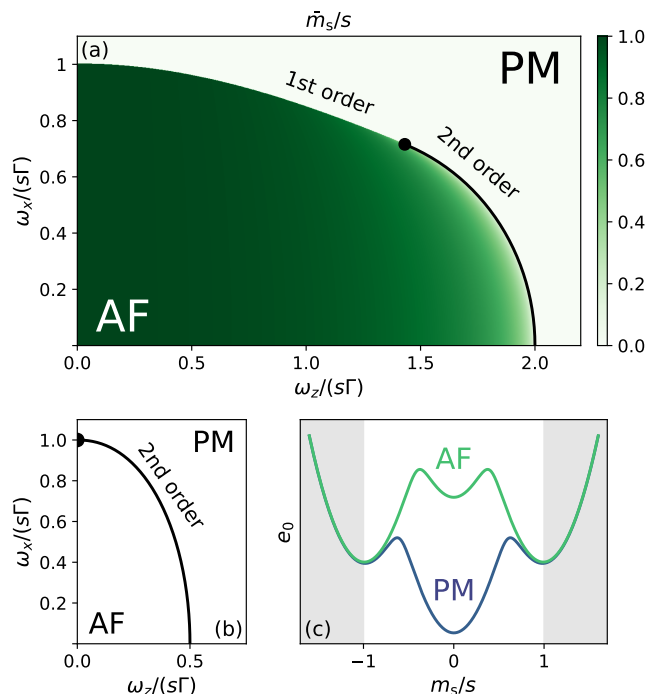 m̄ₛ/s
(a)
PM
1st order
2nd order
AF
ωₓ/(sΓ)
1
0.8
0.6
0.4
0.2
0.0
0.5
1.0
1.5
2.0
ω_z/(sΓ)
1.0
0.8
0.6
0.4
0.2
0.0
PM
2nd order
AF
(b)
ωₓ/(sΓ)
1.0
0.8
0.6
0.4
0.2
0.0
0.5
ω_z/(sΓ)
AF
PM
(c)
e₀
−1
0
1
mₛ/s